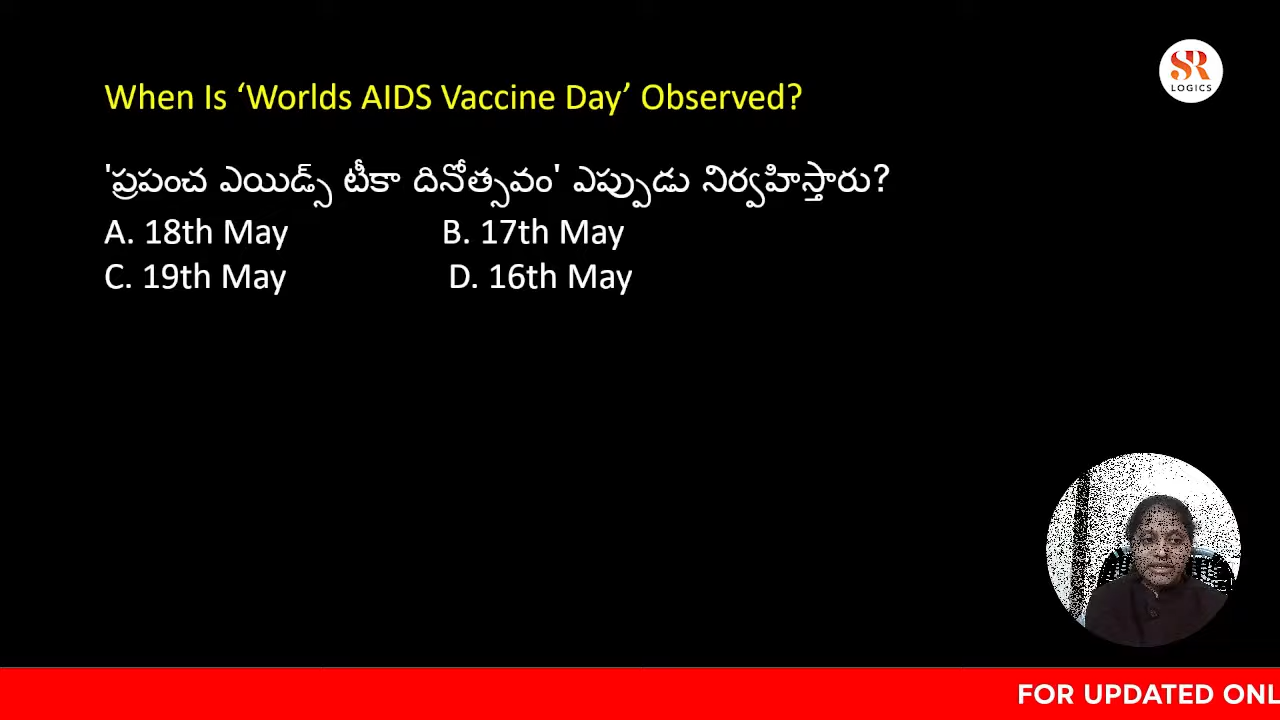 SR
LOGICS
When Is ‘Worlds AIDS Vaccine Day’ Observed?
'ప్రపంచ ఎయిడ్స్ టీకా దినోత్సవం' ఎప్పుడు నిర్వహిస్తారు?
A. 18th May B. 17th May
C. 19th May D. 16th May
FOR UPDATED ONL